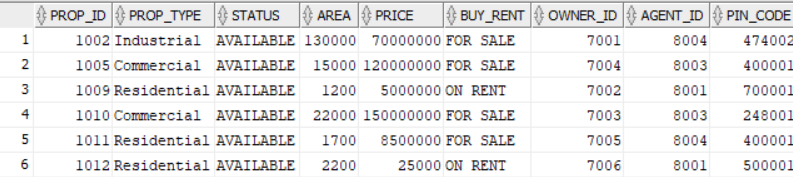 PROP_ID PROP_TYPE STATUS AREA PRICE BUY_RENT OWNER_ID AGENT_ID PIN_CODE
1 1002 Industrial AVAILABLE 130000 70000000 FOR SALE 7001 8004 474002
2 1005 Commercial AVAILABLE 15000 120000000 FOR SALE 7004 8003 400001
3 1009 Residential AVAILABLE 1200 5000000 ON RENT 7002 8001 700001
4 1010 Commercial AVAILABLE 22000 150000000 FOR SALE 7003 8003 248001
5 1011 Residential AVAILABLE 1700 8500000 FOR SALE 7005 8004 400001
6 1012 Residential AVAILABLE 2200 25000 ON RENT 7006 8001 500001